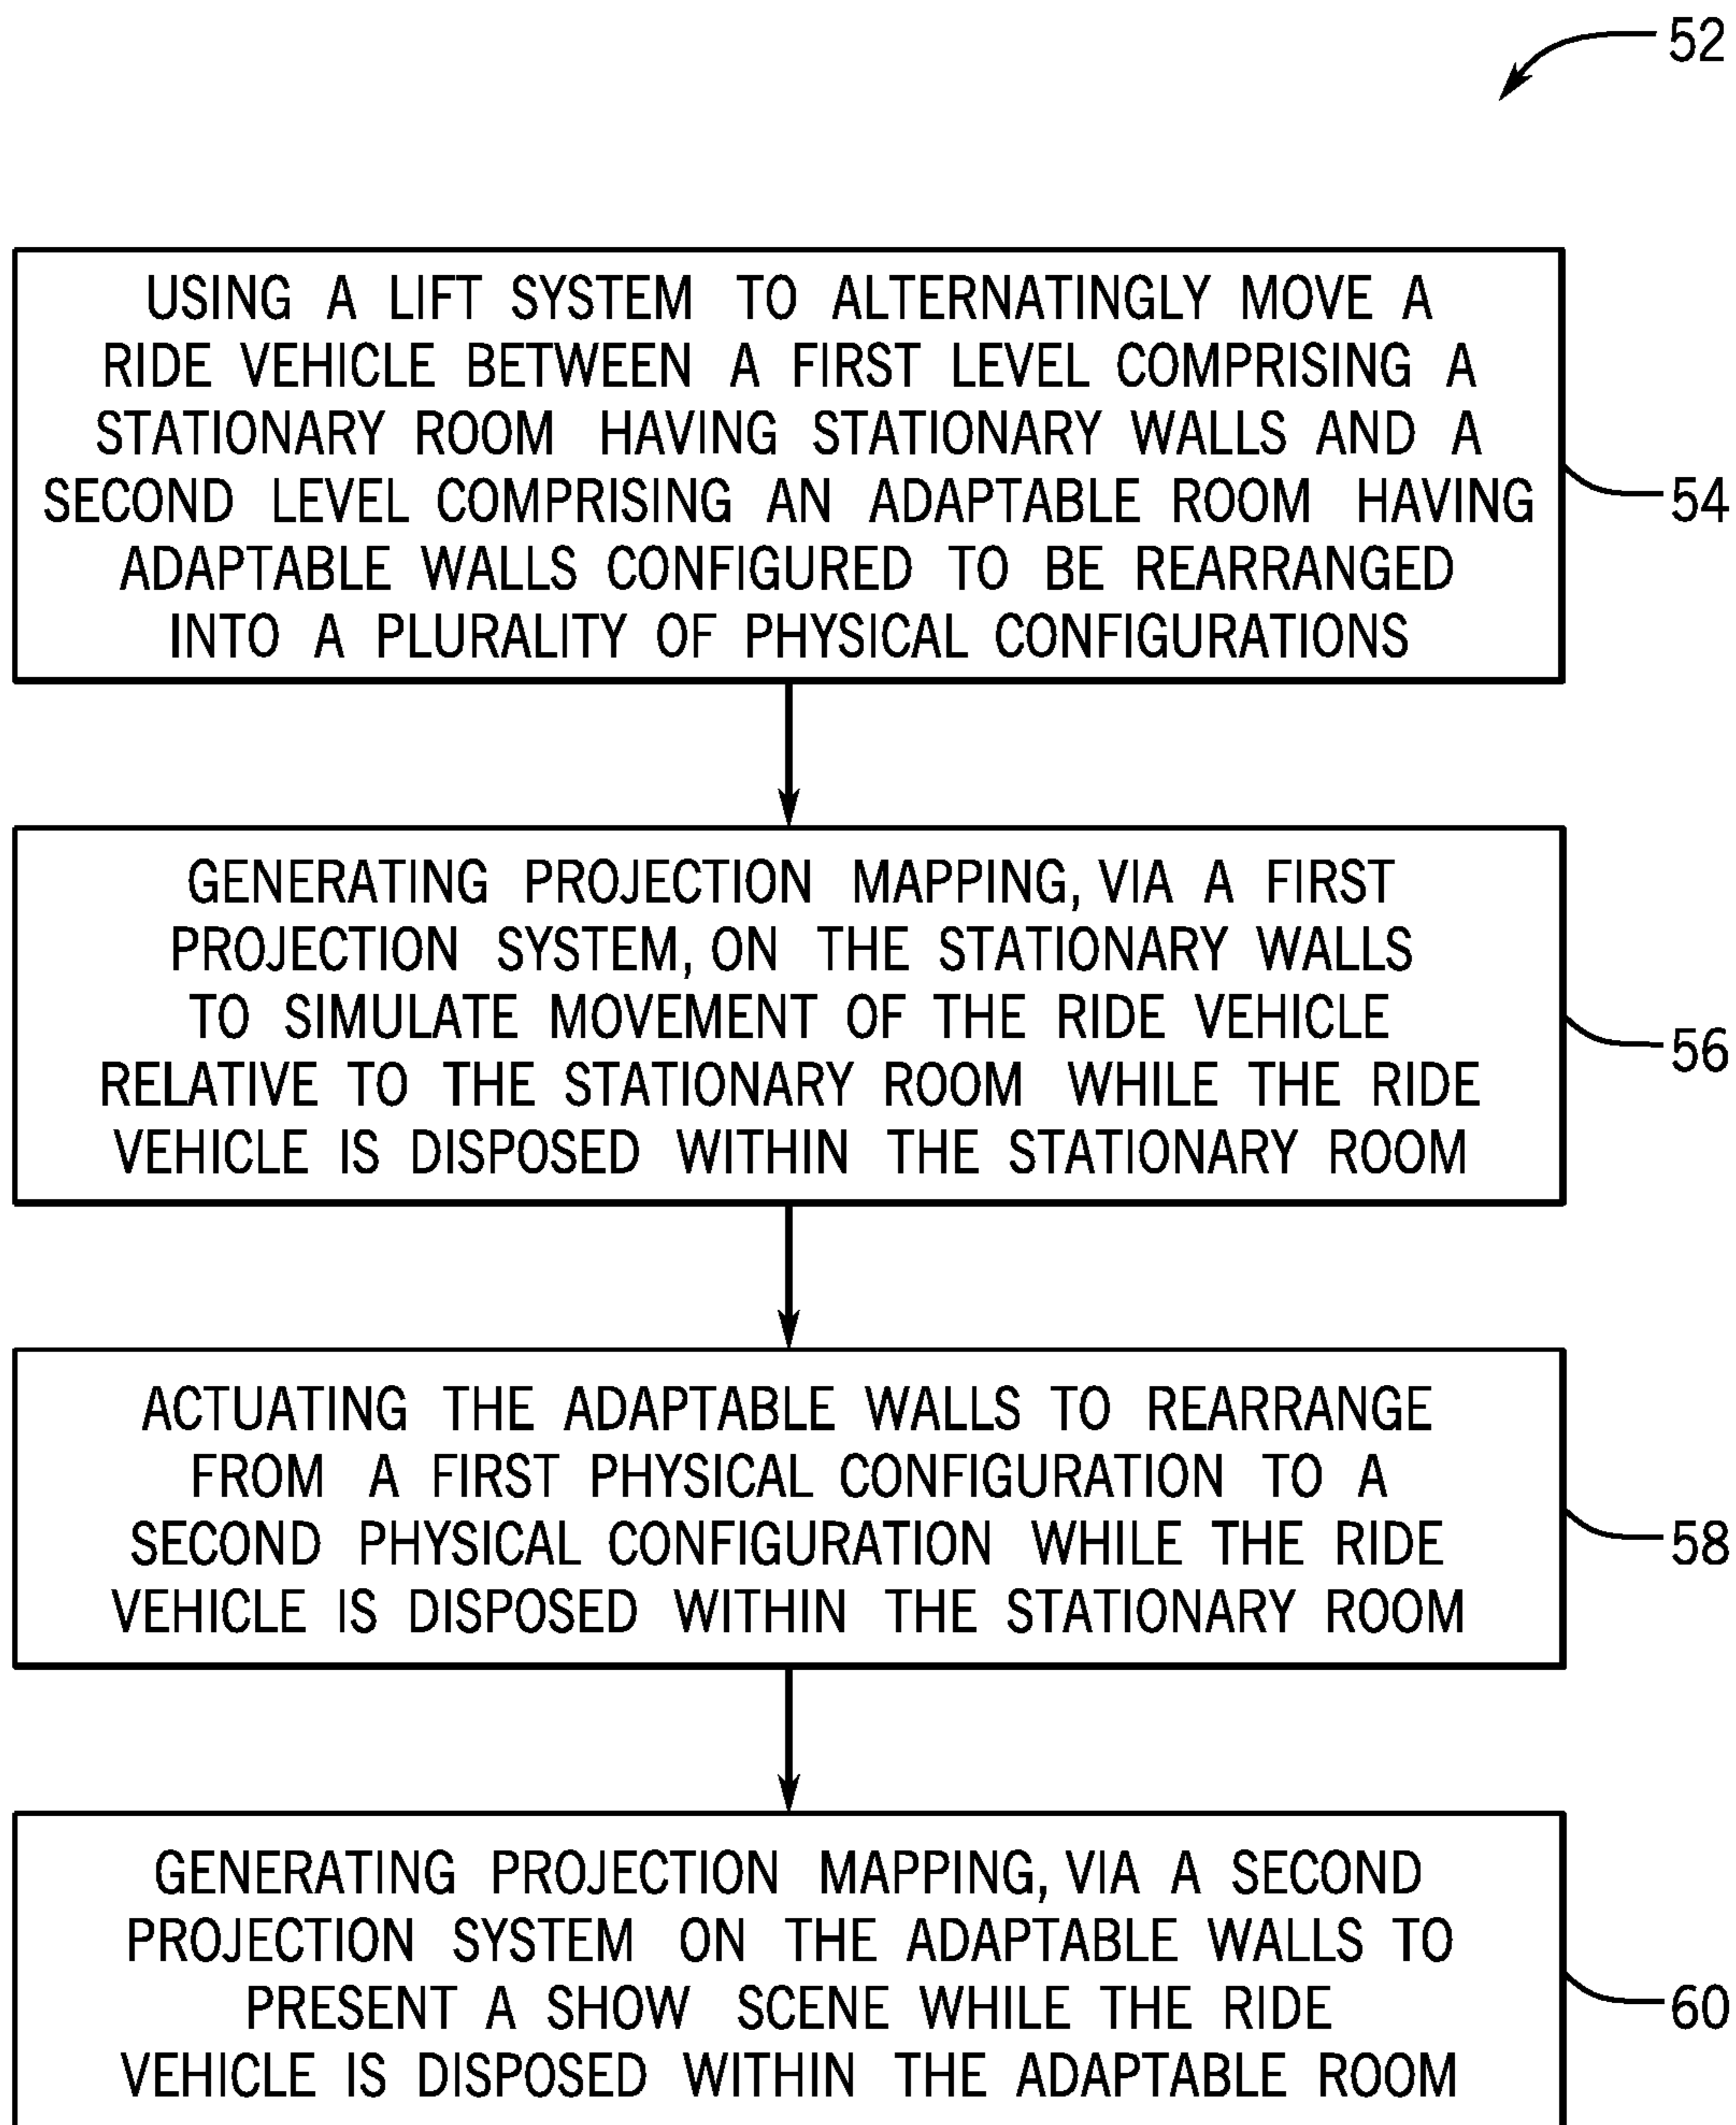 52
USING A LIFT SYSTEM TO ALTERNATINGLY MOVE A
RIDE VEHICLE BETWEEN A FIRST LEVEL COMPRISING A
STATIONARY ROOM HAVING STATIONARY WALLS AND A
SECOND LEVEL COMPRISING AN ADAPTABLE ROOM HAVING
ADAPTABLE WALLS CONFIGURED TO BE REARRANGED
INTO A PLURALITY OF PHYSICAL CONFIGURATIONS
54
GENERATING PROJECTION MAPPING, VIA A FIRST
PROJECTION SYSTEM, ON THE STATIONARY WALLS
TO SIMULATE MOVEMENT OF THE RIDE VEHICLE
RELATIVE TO THE STATIONARY ROOM WHILE THE RIDE
VEHICLE IS DISPOSED WITHIN THE STATIONARY ROOM
56
ACTUATING THE ADAPTABLE WALLS TO REARRANGE
FROM A FIRST PHYSICAL CONFIGURATION TO A
SECOND PHYSICAL CONFIGURATION WHILE THE RIDE
VEHICLE IS DISPOSED WITHIN THE STATIONARY ROOM
58
GENERATING PROJECTION MAPPING, VIA A SECOND
PROJECTION SYSTEM ON THE ADAPTABLE WALLS TO
PRESENT A SHOW SCENE WHILE THE RIDE
VEHICLE IS DISPOSED WITHIN THE ADAPTABLE ROOM
60